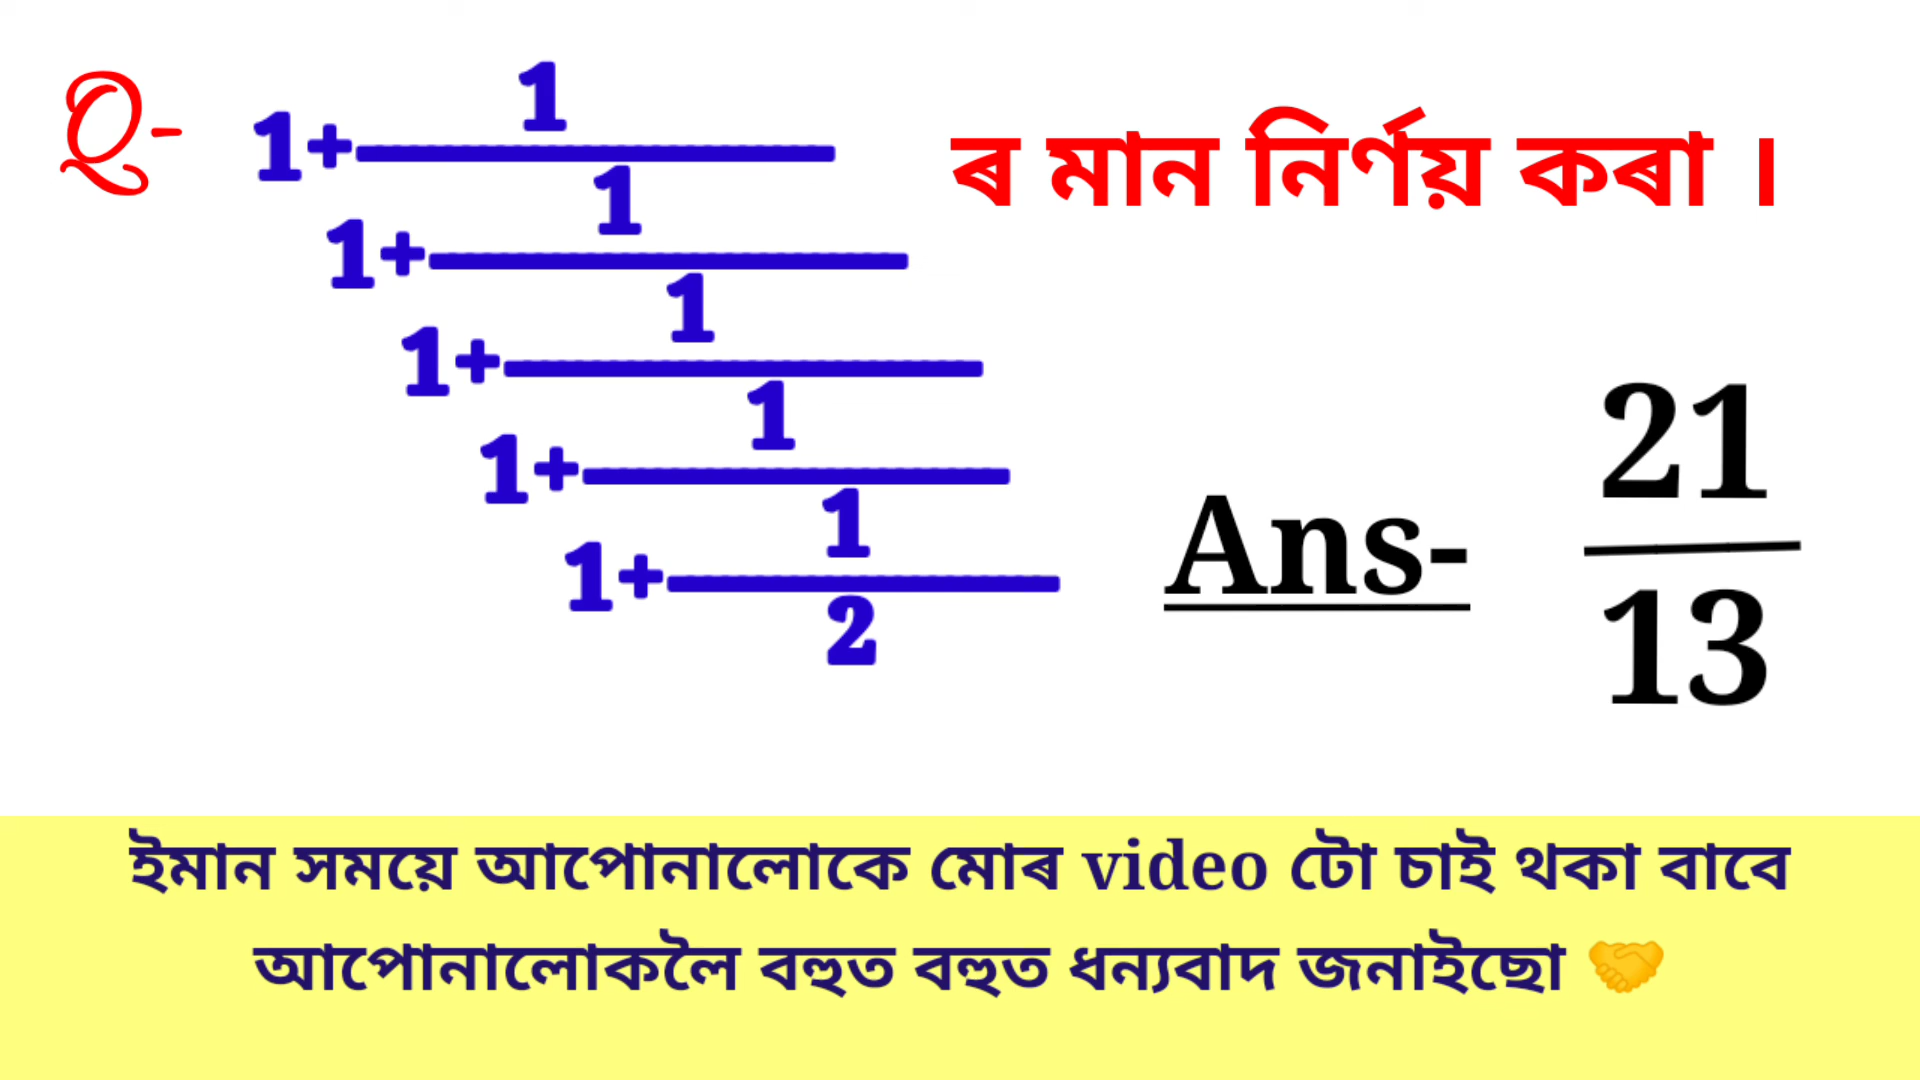 Q-
1+ 1
1+ 1
1+ 1
1+ 1
1+ 1
2
ৰ মান নিৰ্ণয় কৰা ।
Ans- 21
13
ইমান সময়ে আপোনালোকে মোৰ video টো চাই থকা বাবে
আপোনালোকলৈ বহুত বহুত ধন্যবাদ জনাইছো 🤝